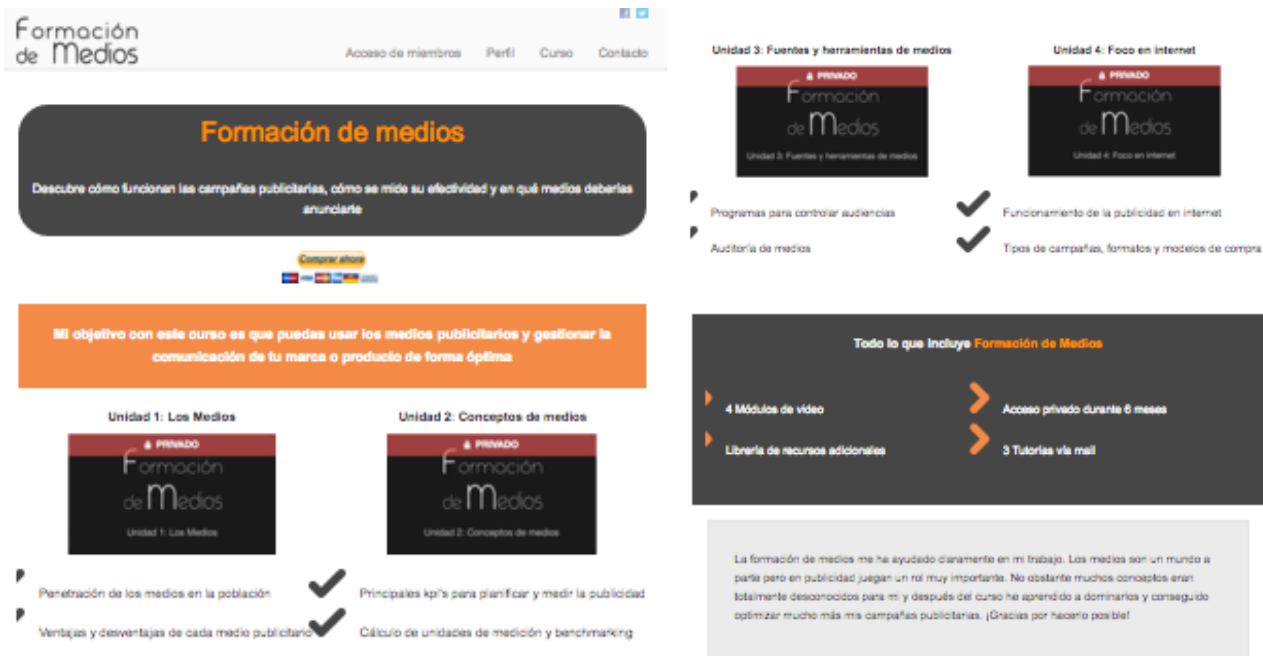 Formación
de Medios
Acceso de miembros Perfil Curso Contacto
Formación de medios
Descubre cómo funcionan las campañas publicitarias, cómo se mide su efectividad y en qué medios deberías
anunciarte
Comprar ahora
Mi objetivo con este curso es que puedas usar los medios publicitarios y gestionar la
comunicación de tu marca o producto de forma óptima
Unidad 1: Los Medios
PRIVADO
Formación
de Medios
Unidad 1: Los Medios
Penetración de los medios en la población
Ventajas y desventajas de cada medio publicitario
Unidad 2: Conceptos de medios
PRIVADO
Formación
de Medios
Unidad 2: Conceptos de medios
Principales kpi's para planificar y medir la publicidad
Cálculo de unidades de medición y benchmarking
Unidad 3: Fuentes y herramientas de medios
PRIVADO
Formación
de Medios
Unidad 3: Fuentes y herramientas de medios
Programas para controlar audiencias
Auditoría de medios
Unidad 4: Foco en internet
PRIVADO
Formación
de Medios
Unidad 4: Foco en internet
Funcionamiento de la publicidad en internet
Tipos de campañas, formatos y modelos de compra
Todo lo que incluye Formación de Medios
4 Módulos de video
Librería de recursos adicionales
Acceso privado durante 6 meses
3 Tutorías vía mail
La formación de medios me ha ayudado claramente en mi trabajo. Los medios son un mundo a
parte pero en publicidad juegan un rol muy importante. No obstante muchos conceptos eran
totalmente desconocidos para mi y después del curso he aprendido a dominarlos y conseguido
optimizar mucho más mis campañas publicitarias. ¡Gracias por hacerlo posible!